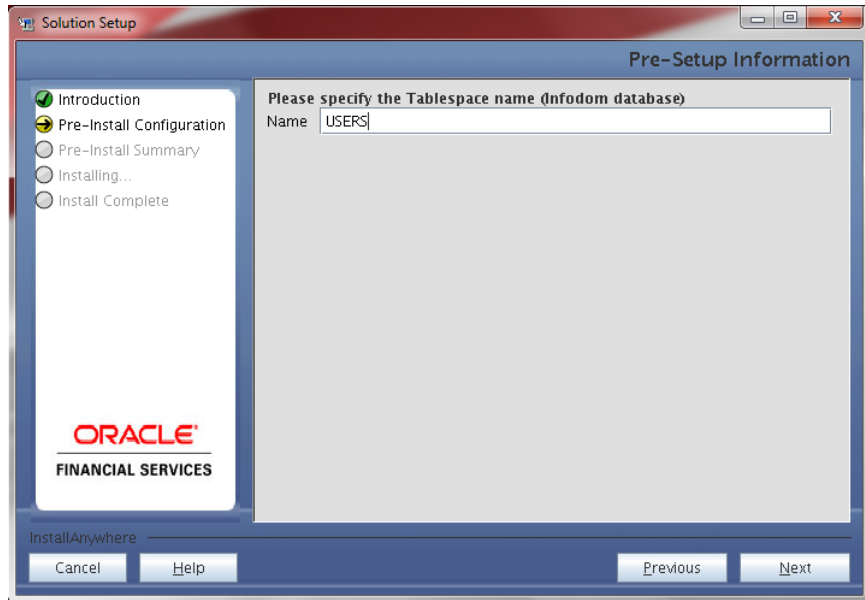 Solution Setup
Pre-Setup Information
Introduction
Pre-Install Configuration
Pre-Install Summary
Installing...
Install Complete
ORACLE®
FINANCIAL SERVICES
Please specify the Tablespace name (Infodom database)
Name USERS
InstallAnywhere
Cancel Help Previous Next